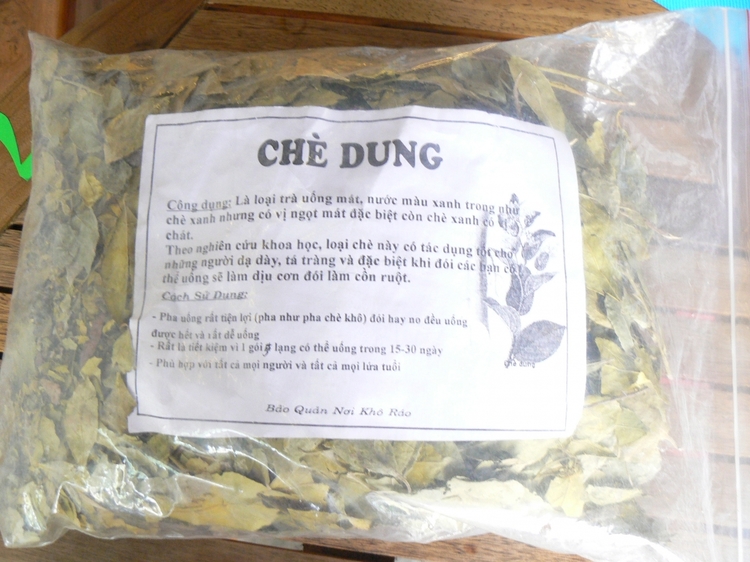 CHÈ DUNG
Công dụng: Là loại trà uống mát, nước màu xanh trong như
chè xanh nhưng có vị ngọt mát đặc biệt còn chè xanh có vị
chát.
Theo nghiên cứu khoa học, loại chè này có tác dụng tốt cho
những người dạ dày, tá tràng và đặc biệt khi đói các bạn có
thể uống sẽ làm dịu cơn đói làm cồn ruột.
Cách Sử Dụng:
- Pha uống rất tiện lợi (pha như pha chè khô) đói hay no đều uống
được hết và rất dễ uống
- Rất là tiết kiệm vì 1 gói 5 lạng có thể uống trong 15-30 ngày
- Phù hợp với tất cả mọi người và tất cả mọi lứa tuổi
chè dung
Bảo Quản Nơi Khô Ráo